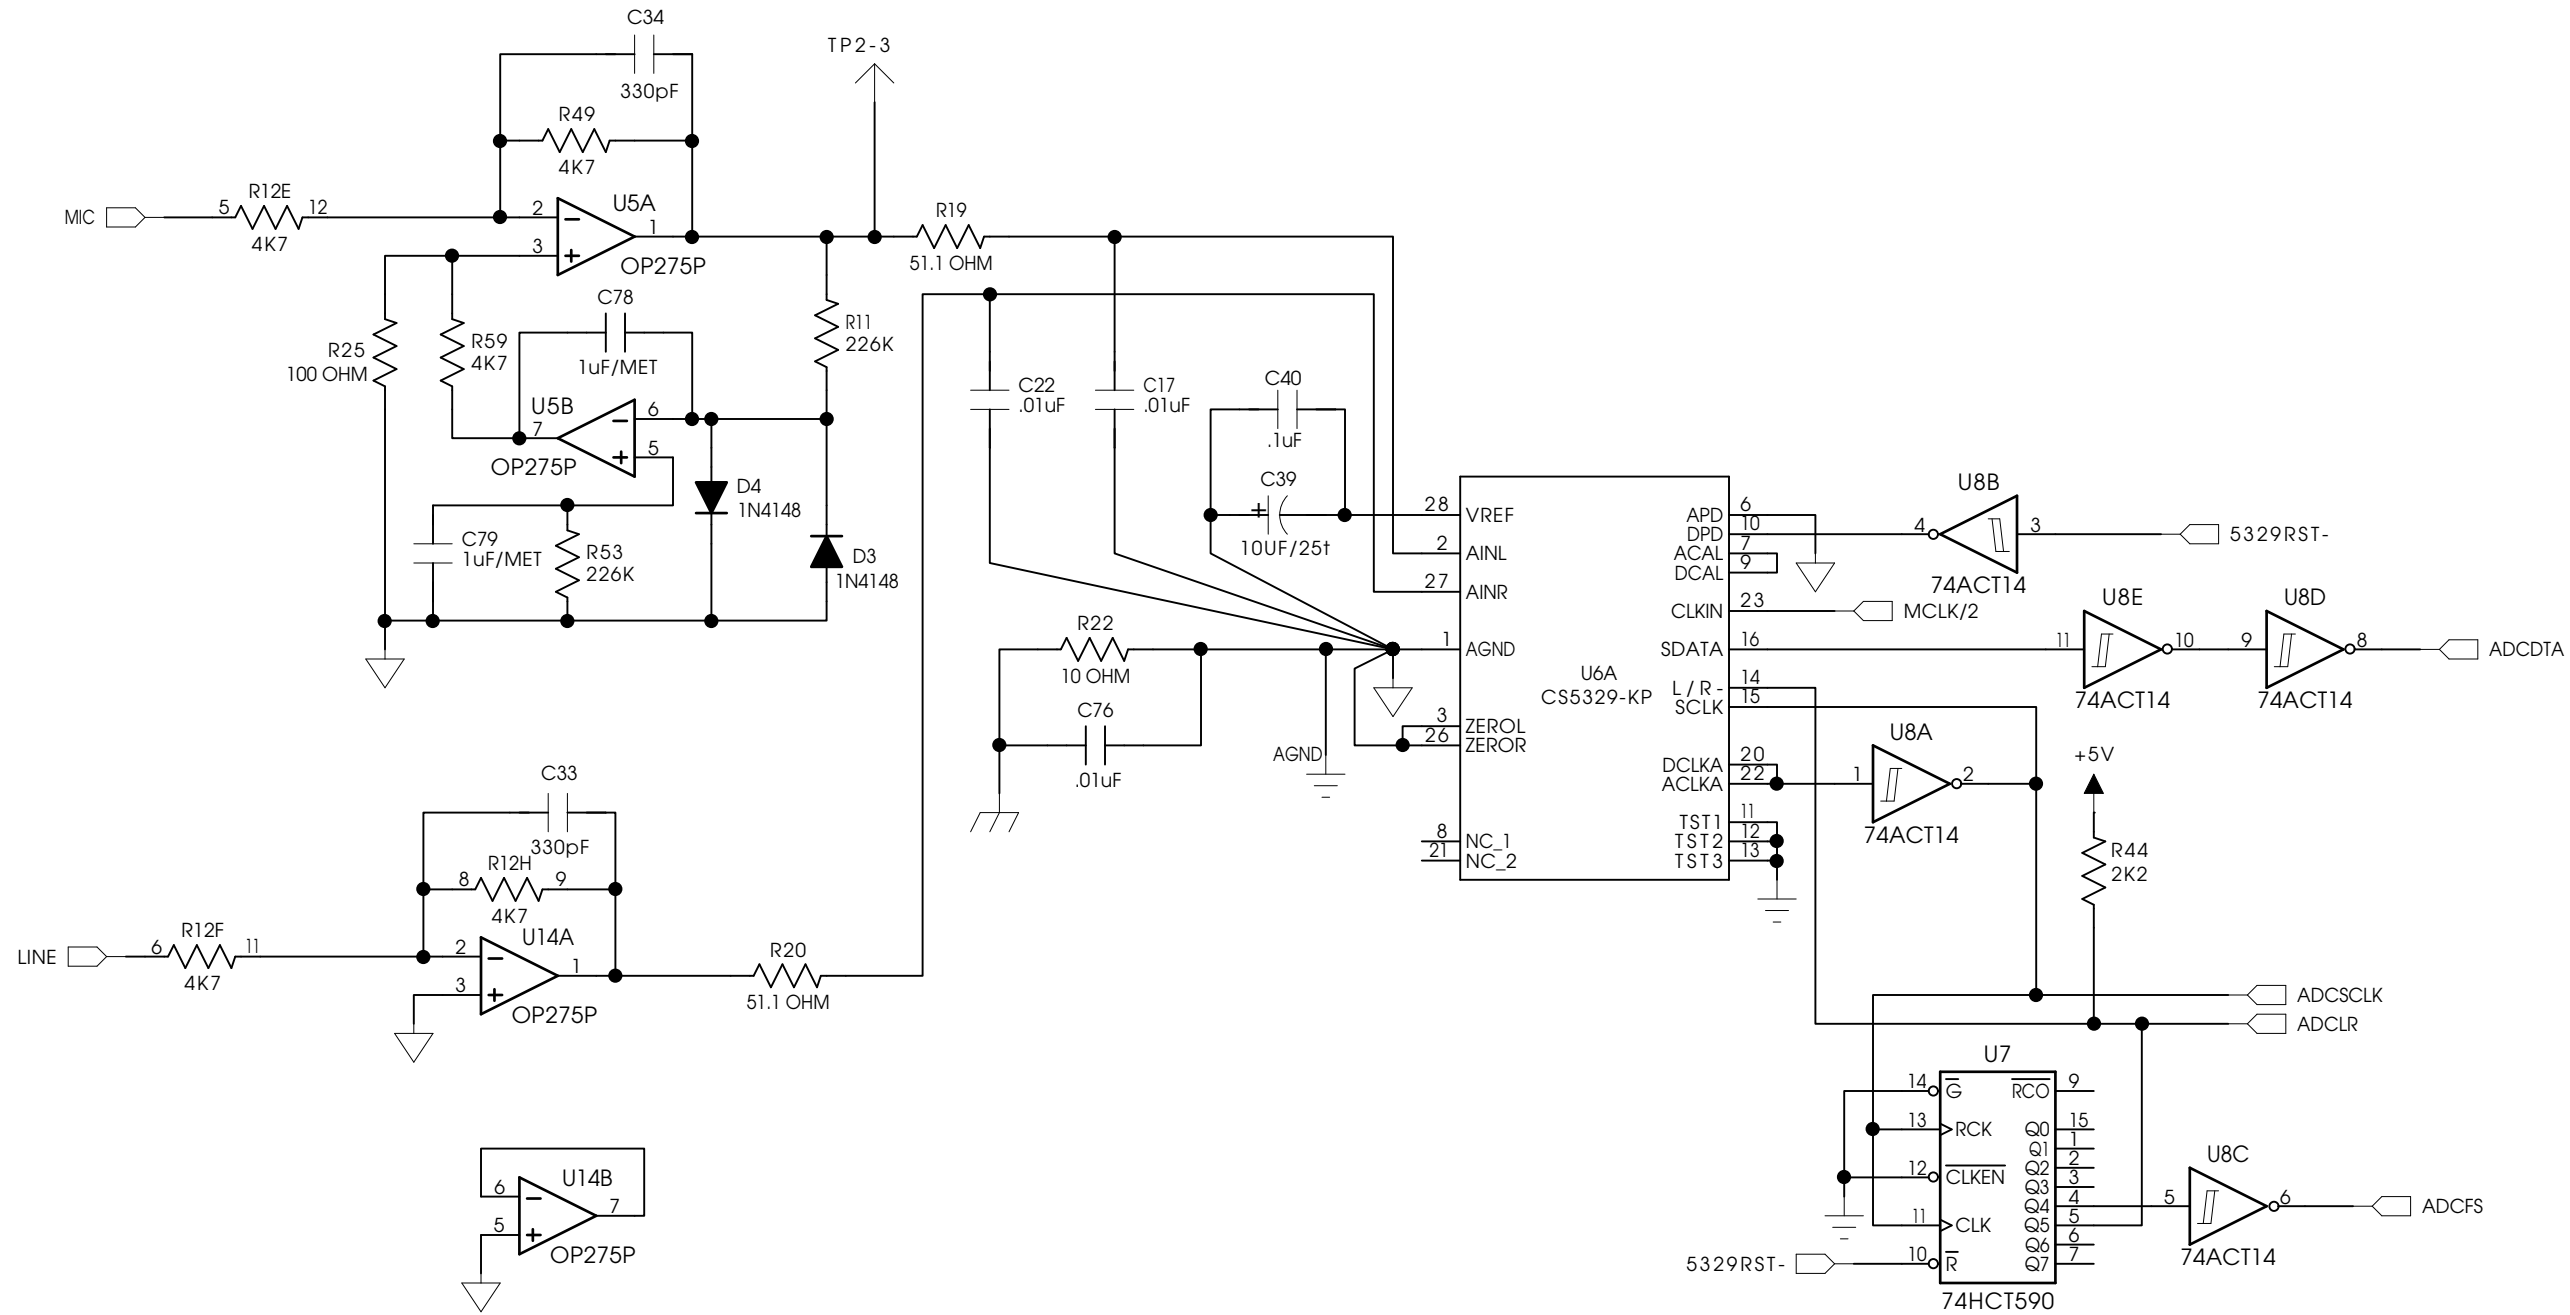 C34
330pF
TP2-3
R49
4K7
MIC
5
R12E
12
4K7
2
3
U5A
1
OP275P
R19
51.1 OHM
C78
1uF/MET
R25
100 OHM
R59
4K7
R11
226K
U5B
7
6
5
OP275P
D4
1N4148
C79
1uF/MET
R53
226K
D3
1N4148
C22
.01uF
C17
.01uF
C40
.1uF
C39
+
10UF/25t
R22
10 OHM
C76
.01uF
AGND
28
VREF
2
AINL
27
AINR
1
AGND
3
ZEROL
26
ZEROR
8
NC_1
21
NC_2
U6A
CS5329-KP
APD
6
DPD
10
ACAL
7
DCAL
9
CLKIN
23
SDATA
16
L/R-
14
SCLK
15
DCLKA
20
ACLKA
22
TST1
11
TST2
12
TST3
13
U8B
4
3
74ACT14
5329RST-
MCLK/2
U8E
11
10
74ACT14
U8D
9
8
74ACT14
ADCDTA
U8A
1
2
74ACT14
+5V
R44
2K2
ADCSCLK
ADCLR
C33
330pF
8
R12H
9
4K7
LINE
6
R12F
11
4K7
2
3
U14A
1
OP275P
R20
51.1 OHM
6
5
U14B
7
OP275P
U7
14
G
RCO
9
13
RCK
Q0
15
Q1
1
12
CLKEN
Q2
2
Q3
3
Q4
4
11
CLK
Q5
5
Q6
6
5329RST-
10
R
Q7
7
74HCT590
U8C
5
6
74ACT14
ADCFS